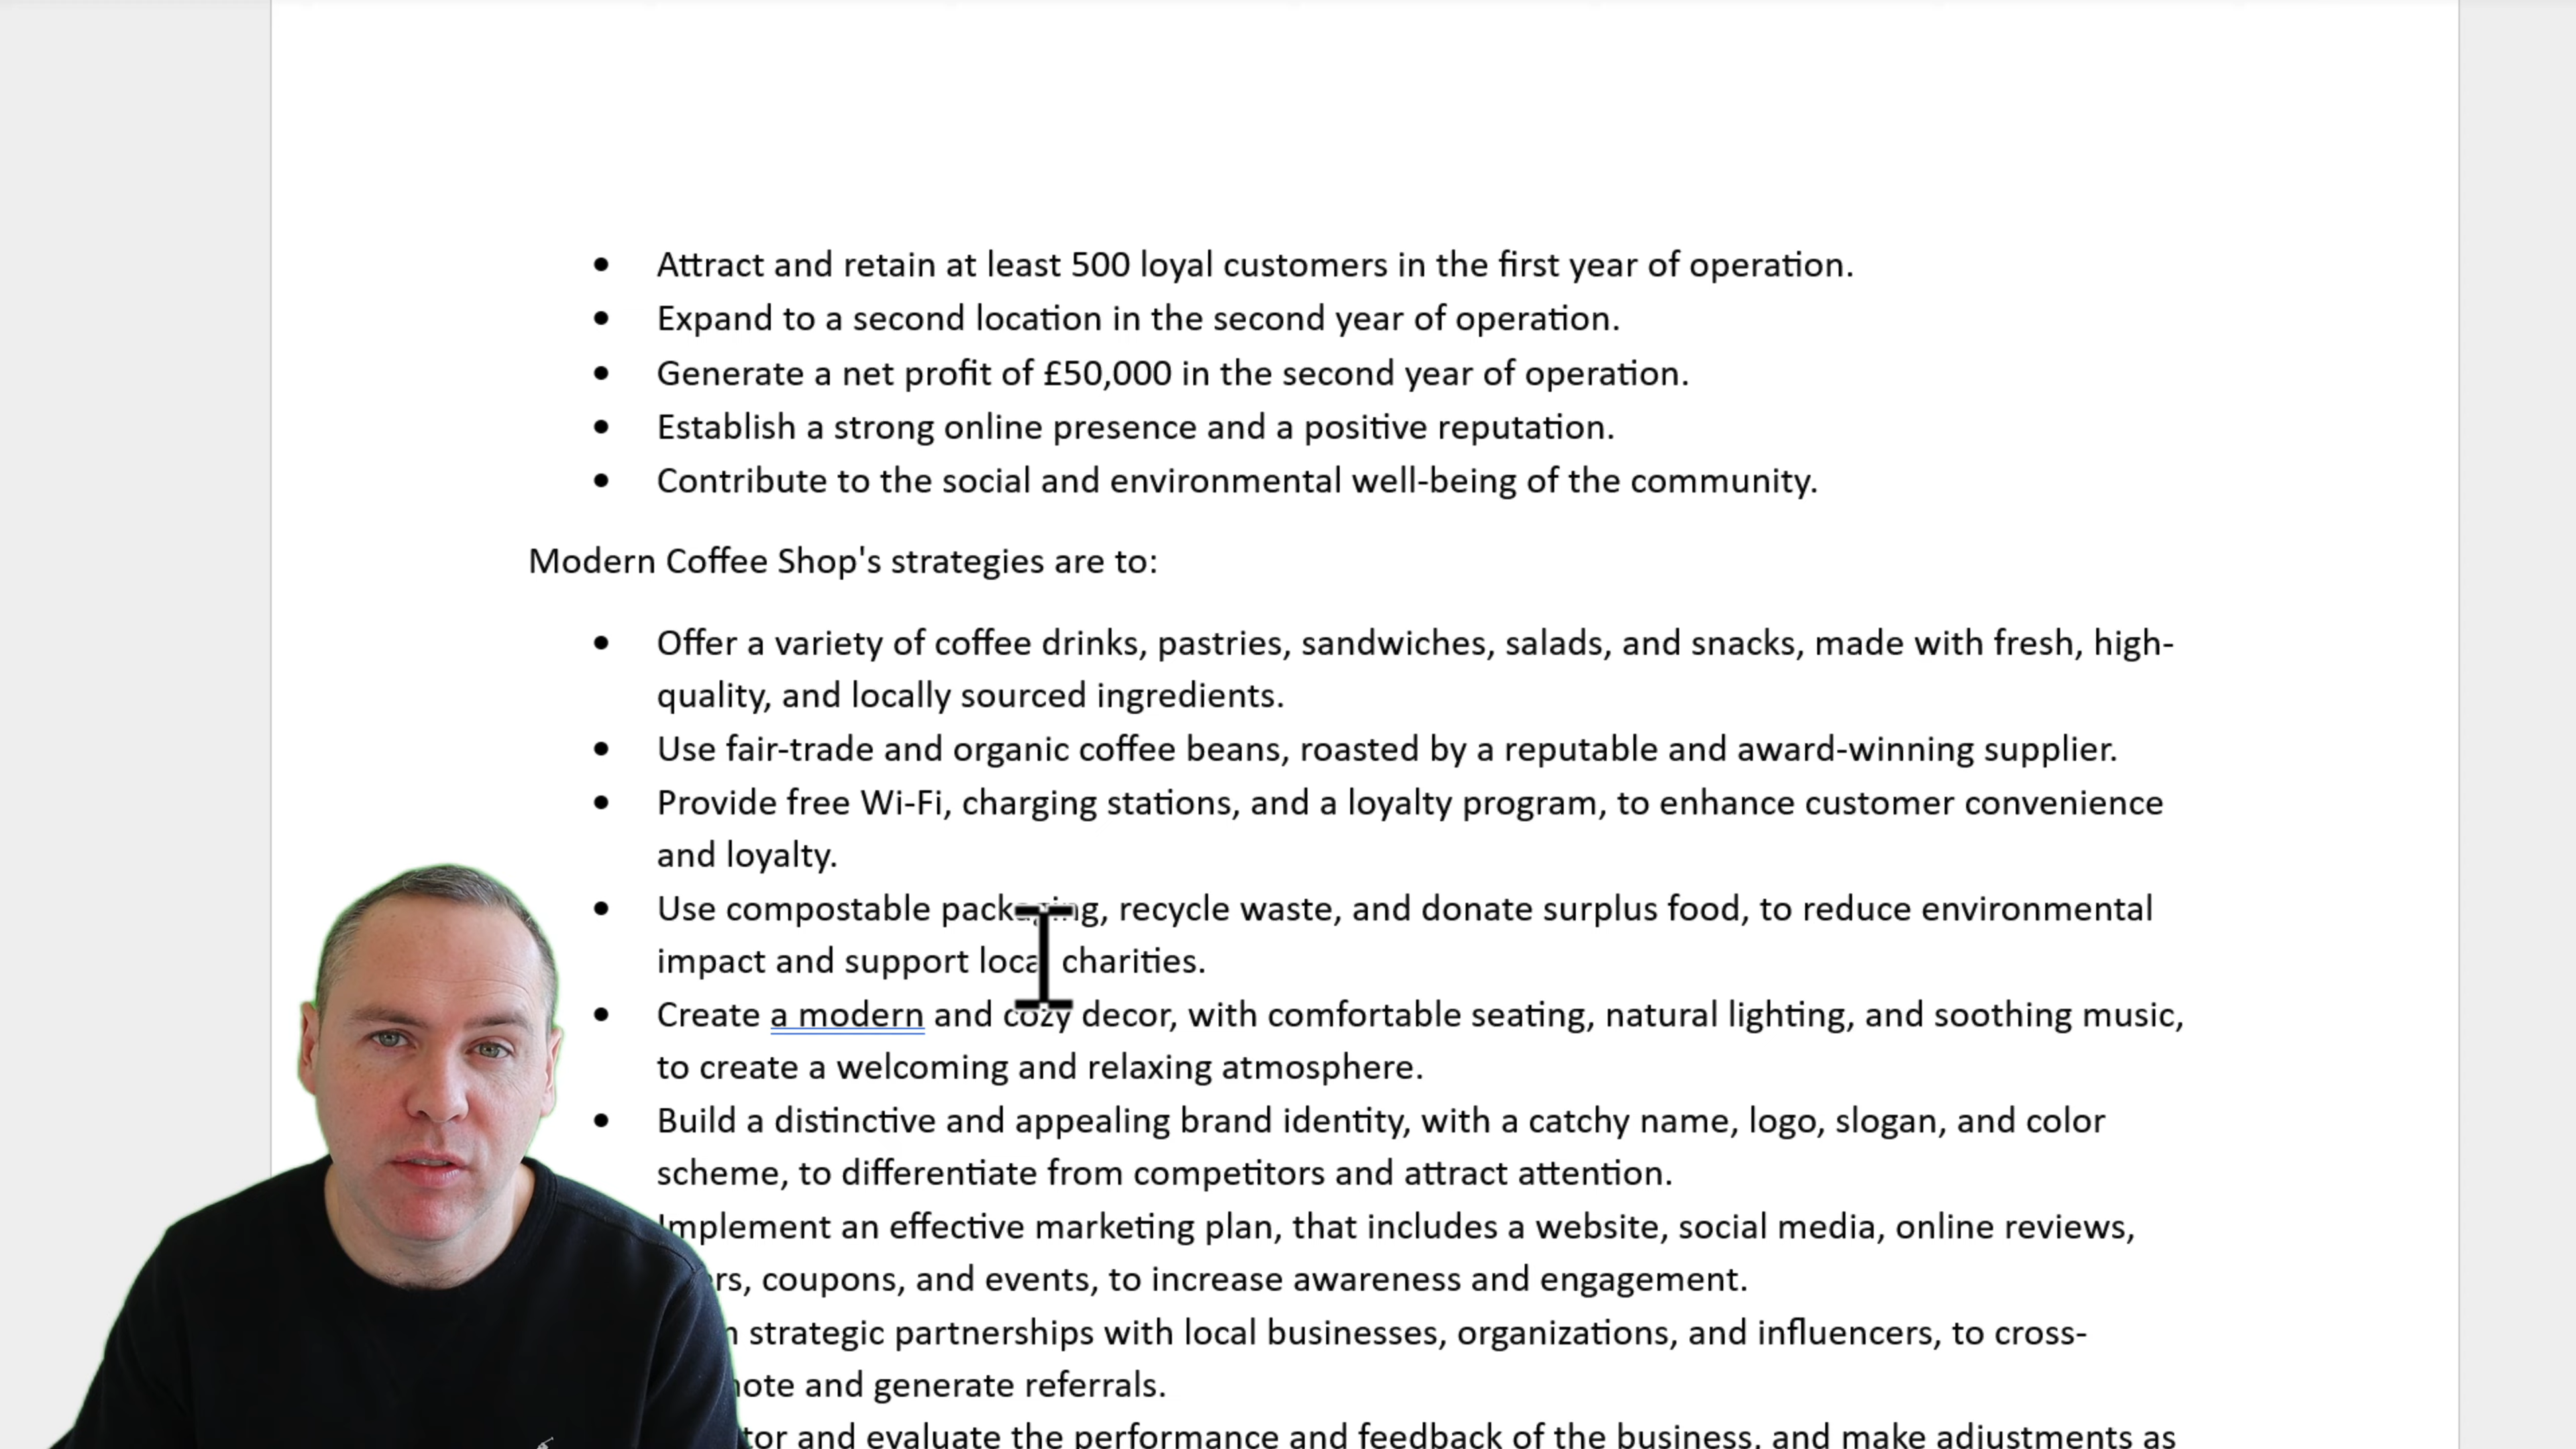 Attract and retain at least 500 loyal customers in the first year of operation.
Expand to a second location in the second year of operation.
Generate a net profit of £50,000 in the second year of operation.
Establish a strong online presence and a positive reputation.
Contribute to the social and environmental well-being of the community.
Modern Coffee Shop's strategies are to:
Offer a variety of coffee drinks, pastries, sandwiches, salads, and snacks, made with fresh, high-
quality, and locally sourced ingredients.
Use fair-trade and organic coffee beans, roasted by a reputable and award-winning supplier.
Provide free Wi-Fi, charging stations, and a loyalty program, to enhance customer convenience
and loyalty.
Use compostable packaging, recycle waste, and donate surplus food, to reduce environmental
impact and support local charities.
Create a modern and cozy decor, with comfortable seating, natural lighting, and soothing music,
to create a welcoming and relaxing atmosphere.
Build a distinctive and appealing brand identity, with a catchy name, logo, slogan, and color
scheme, to differentiate from competitors and attract attention.
Implement an effective marketing plan, that includes a website, social media, online reviews,
coupons, and events, to increase awareness and engagement.
strategic partnerships with local businesses, organizations, and influencers, to cross-
and generate referrals.
and evaluate the performance and feedback of the business, and make adjustments as